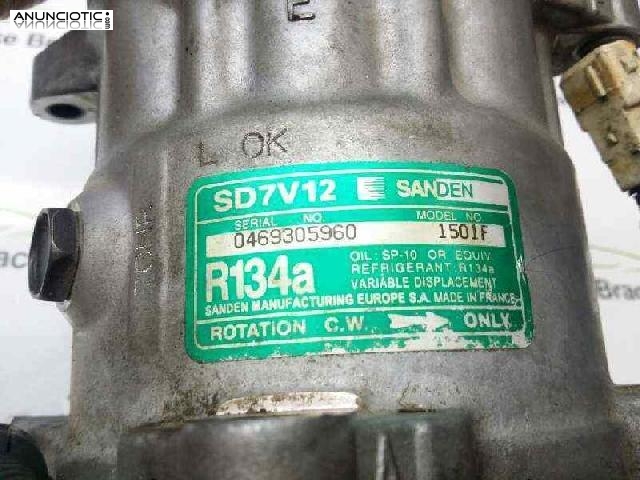 ANUNCIOTIC
L OK
SD7V12 SANDEN
SERIAL NO. MODEL NO.
0469305960 1501F
R134a
OIL: SP-10 OR EQUIV.
REFRIGERANT: R134a
VARIABLE DISPLACEMENT
SANDEN MANUFACTURING EUROPE S.A. MADE IN FRANCE
ROTATION C.W. ONLY